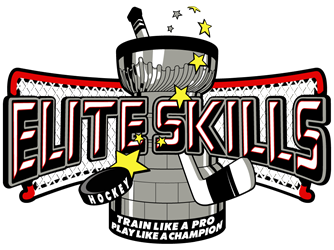 ELITE SKILLS
HOCKEY
TRAIN LIKE A PRO
PLAY LIKE A CHAMPION